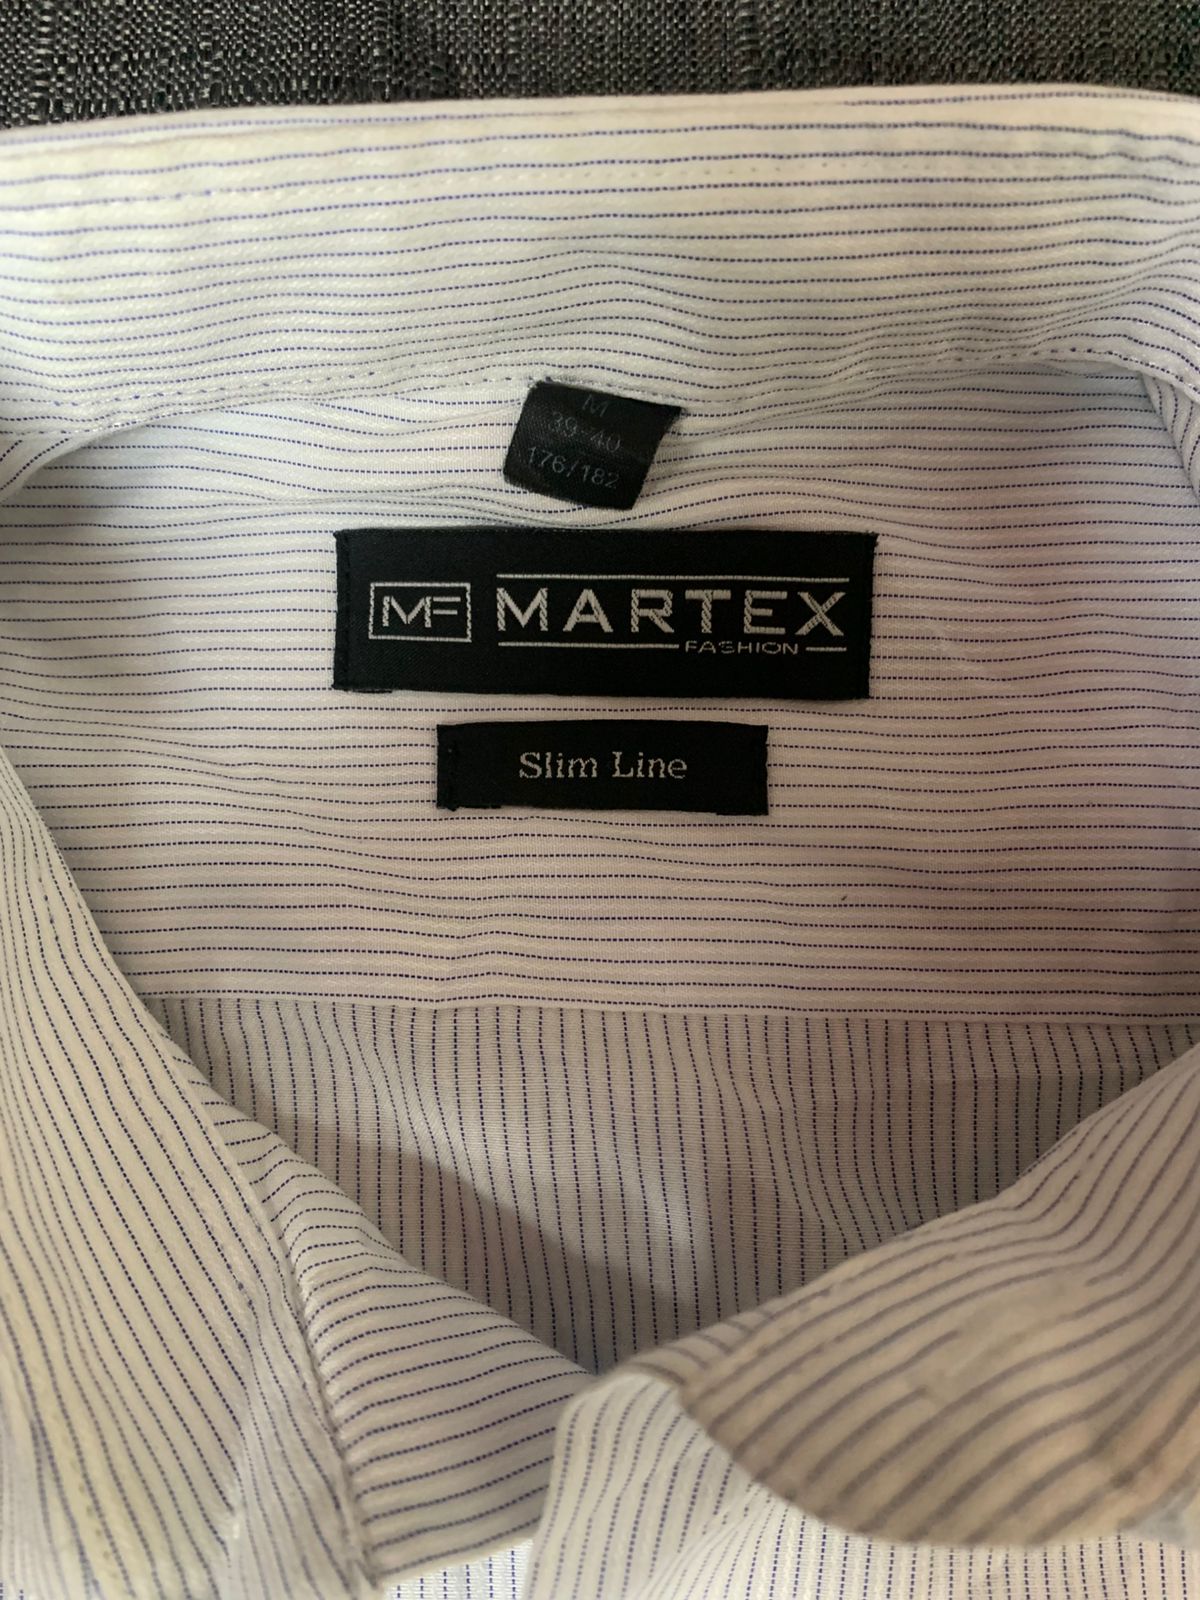 M
39-40
176/182
MF MARTEX
FASHION
Slim Line